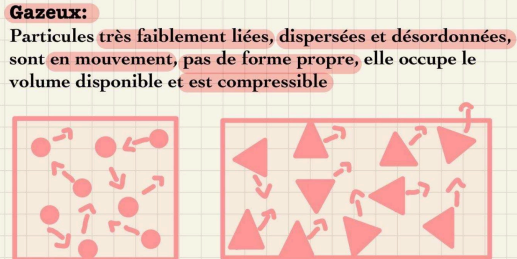 Gazeux:
Particules très faiblement liées, dispersées et désordonnées,
sont en mouvement, pas de forme propre, elle occupe le
volume disponible et est compressible